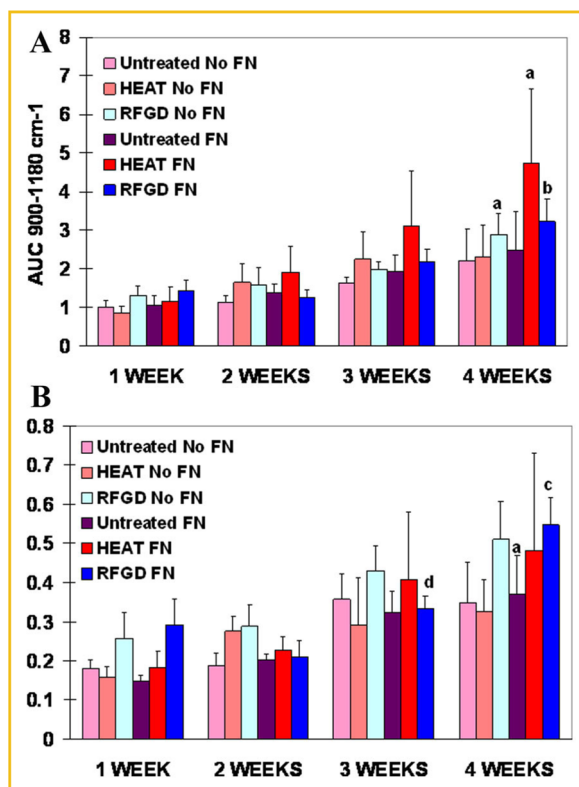 A
8
7
6
5
4
3
2
1
0
AUC 900-1180 cm-1
Untreated No FN
HEAT No FN
RFGD No FN
Untreated FN
HEAT FN
RFGD FN
a
a
b
1 WEEK 2 WEEKS 3 WEEKS 4 WEEKS
B
0.8
0.7
0.6
0.5
0.4
0.3
0.2
0.1
0
Untreated No FN
HEAT No FN
RFGD No FN
Untreated FN
HEAT FN
RFGD FN
d
a
c
1 WEEK 2 WEEKS 3 WEEKS 4 WEEKS